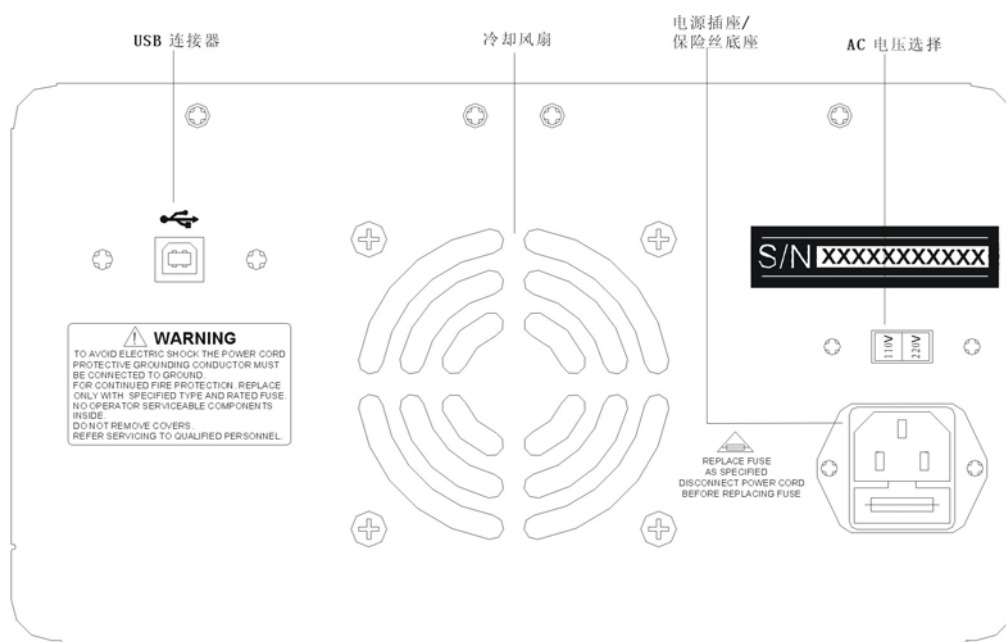 USB 连接器
冷却风扇
电源插座/
保险丝底座
AC 电压选择
S/N XXXXXXXXXXX
WARNING
TO AVOID ELECTRIC SHOCK THE POWER CORD
PROTECTIVE GROUNDING CONDUCTOR MUST
BE CONNECTED TO GROUND.
FOR CONTINUED FIRE PROTECTION. REPLACE
ONLY WITH SPECIFIED TYPE AND RATED FUSE.
NO OPERATOR SERVICEABLE COMPONENTS
INSIDE.
DO NOT REMOVE COVERS.
REFER SERVICING TO QUALIFIED PERSONNEL.
110V
220V
REPLACE FUSE
AS SPECIFIED
DISCONNECT POWER CORD
BEFORE REPLACING FUSE